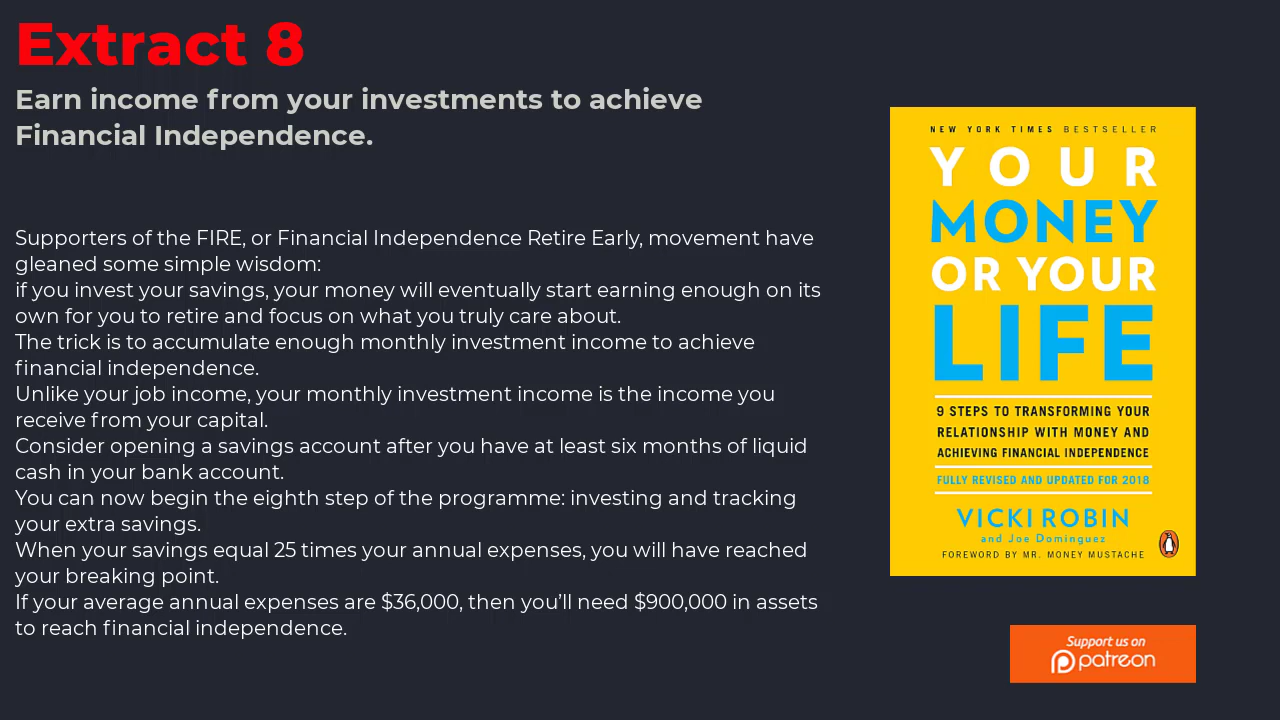 Extract 8
Earn income from your investments to achieve
Financial Independence.
Supporters of the FIRE, or Financial Independence Retire Early, movement have
gleaned some simple wisdom:
if you invest your savings, your money will eventually start earning enough on its
own for you to retire and focus on what you truly care about.
The trick is to accumulate enough monthly investment income to achieve
financial independence.
Unlike your job income, your monthly investment income is the income you
receive from your capital.
Consider opening a savings account after you have at least six months of liquid
cash in your bank account.
You can now begin the eighth step of the programme: investing and tracking
your extra savings.
When your savings equal 25 times your annual expenses, you will have reached
your breaking point.
If your average annual expenses are $36,000, then you’ll need $900,000 in assets
to reach financial independence.
NEW YORK TIMES BESTSELLER
YOUR
MONEY
OR YOUR
LIFE
9 STEPS TO TRANSFORMING YOUR
RELATIONSHIP WITH MONEY AND
ACHIEVING FINANCIAL INDEPENDENCE
FULLY REVISED AND UPDATED FOR 2018
VICKI ROBIN
and Joe Dominguez
FOREWORD BY MR. MONEY MUSTACHE
Support us on
patreon